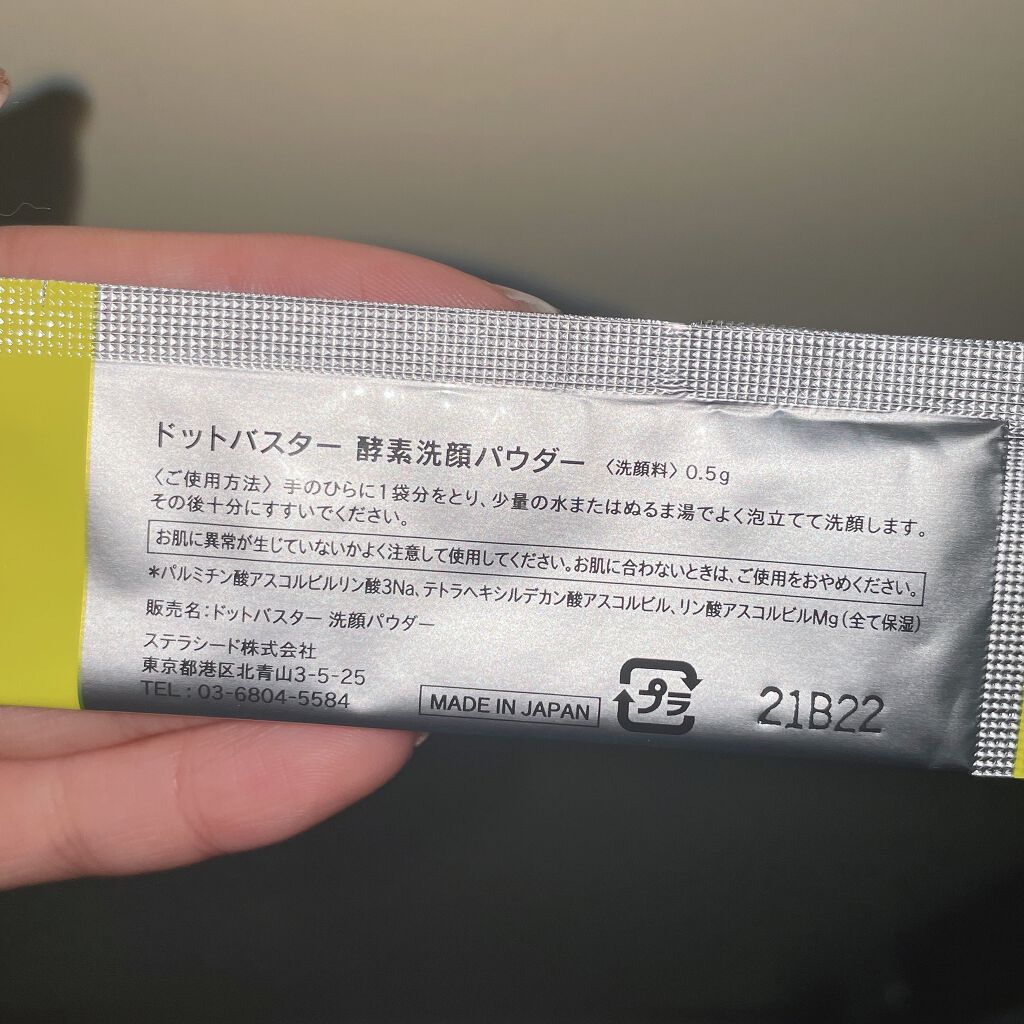 ドットバスター 酵素洗顔パウダー 〈洗顔料〉0.5g
〈ご使用方法〉手のひらに1袋分をとり、少量の水またはぬるま湯でよく泡立てて洗顔します。
その後十分にすすいでください。
お肌に異常が生じていないかよく注意して使用してください。お肌に合わないときは、ご使用をおやめください。
*パルミチン酸アスコルビルリン酸3Na、テトラヘキシルデカン酸アスコルビル、リン酸アスコルビルMg(全て保湿)
販売名:ドットバスター 洗顔パウダー
ステラシード株式会社
東京都港区北青山3-5-25
TEL:03-6804-5584
MADE IN JAPAN
プラ
21B22